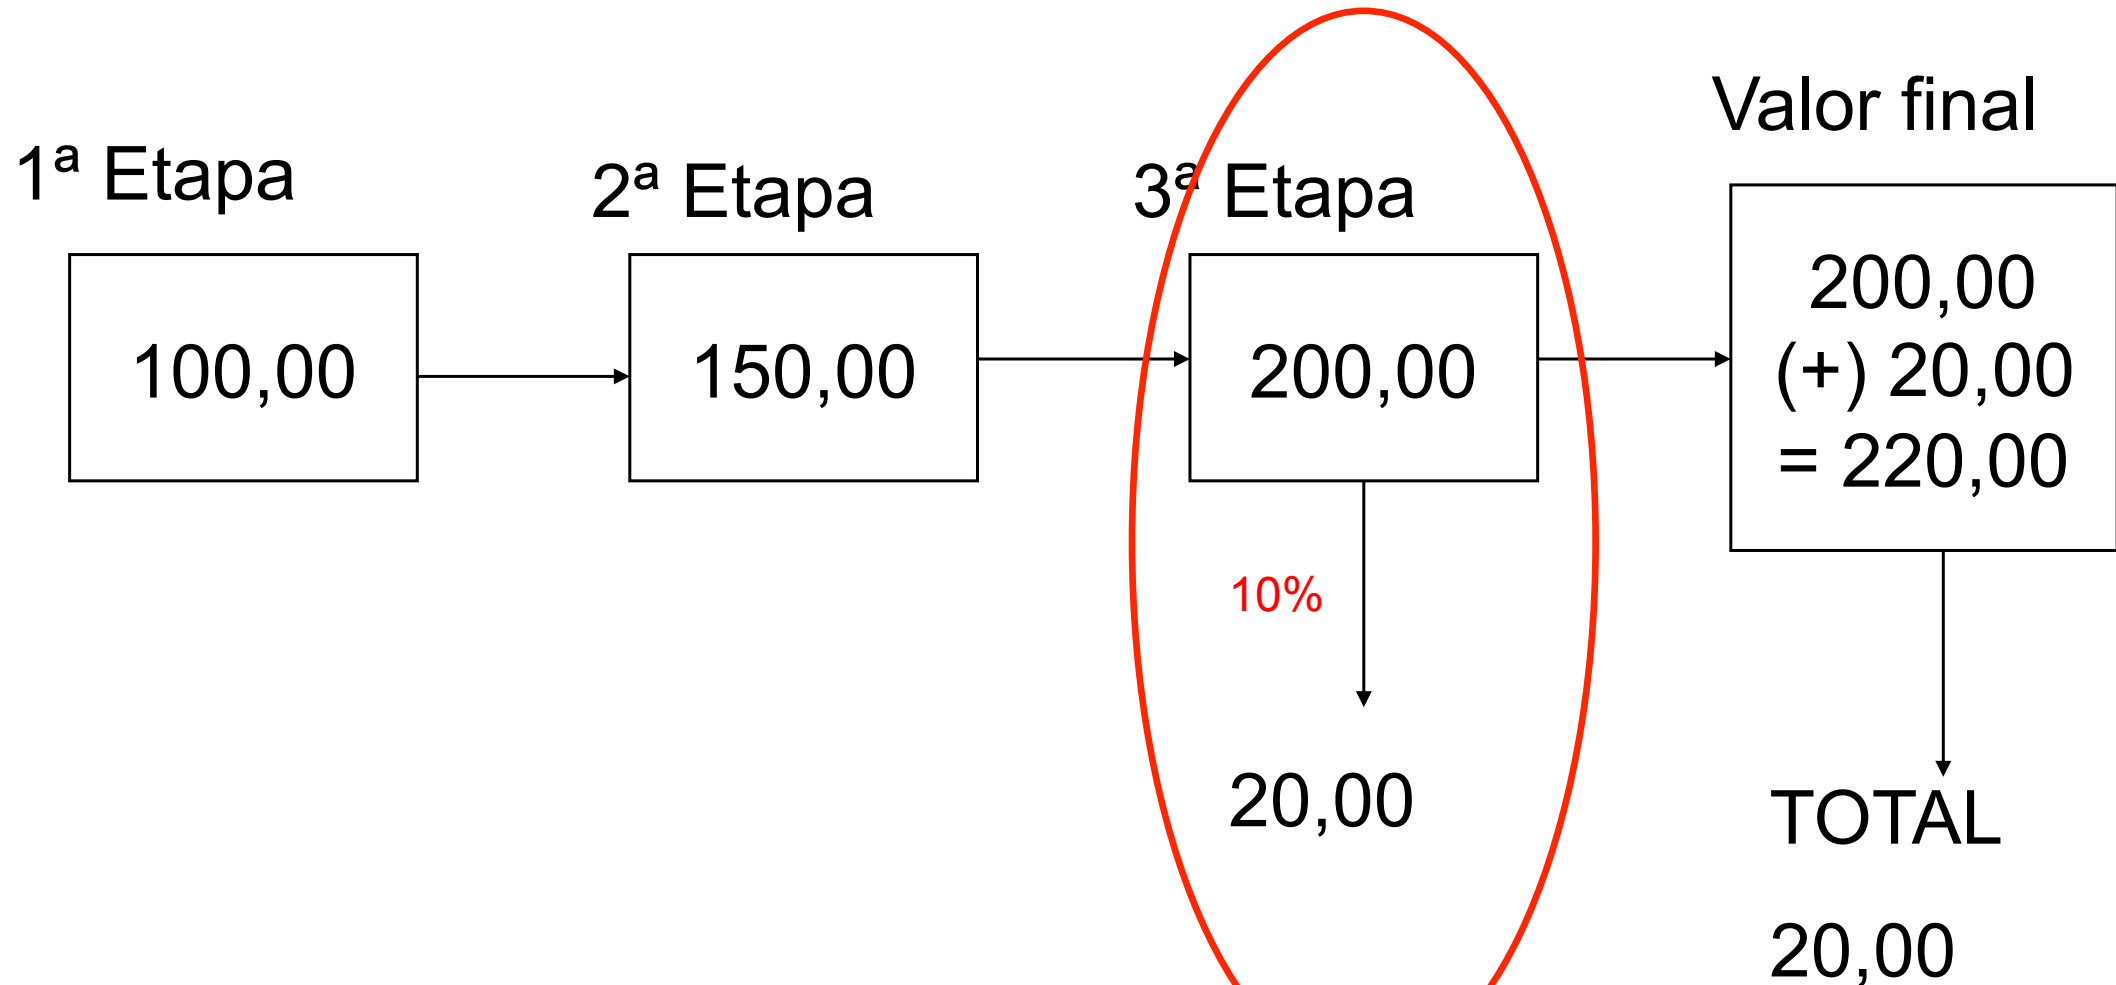 1ª Etapa
2ª Etapa
3ª Etapa
Valor final
100,00
150,00
200,00
200,00
(+) 20,00
= 220,00
10%
20,00
TOTAL
20,00